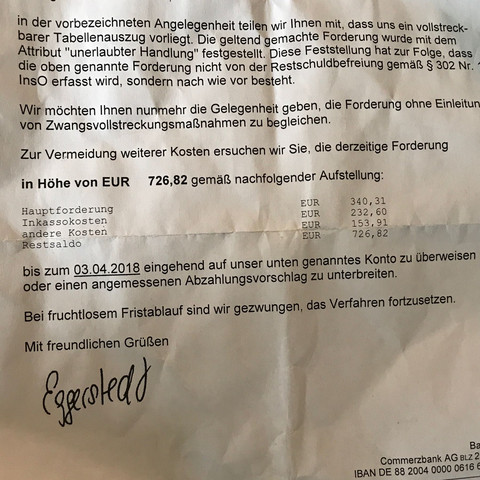 in der vorbezeichneten Angelegenheit teilen wir Ihnen mit, dass uns ein vollstreck-
barer Tabellenauszug vorliegt. Die geltend gemachte Forderung wurde mit dem
Attribut "unerlaubter Handlung" festgestellt. Diese Feststellung hat zur Folge, dass
die oben genannte Forderung nicht von der Restschuldbefreiung gemäß § 302 Nr. 1
InsO erfasst wird, sondern nach wie vor besteht.
Wir möchten Ihnen nunmehr die Gelegenheit geben, die Forderung ohne Einleitun
von Zwangsvollstreckungsmaßnahmen zu begleichen.
Zur Vermeidung weiterer Kosten ersuchen wir Sie, die derzeitige Forderung
in Höhe von EUR 726,82 gemäß nachfolgender Aufstellung:
Hauptforderung EUR 340,31
Inkassokosten EUR 232,60
andere Kosten EUR 153,91
Restsaldo EUR 726,82
bis zum 03.04.2018 eingehend auf unser unten genanntes Konto zu überweisen
oder einen angemessenen Abzahlungsvorschlag zu unterbreiten.
Bei fruchtlosem Fristablauf sind wir gezwungen, das Verfahren fortzusetzen.
Mit freundlichen Grüßen
Eggerstedt
Ba
Commerzbank AG BLZ 2
IBAN DE 88 2004 0000 0616 6